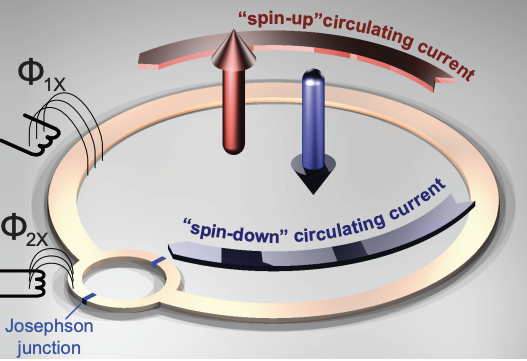 “spin-up”circulating current
Φ1X
“spin-down” circulating current
Φ2X
Josephson
junction